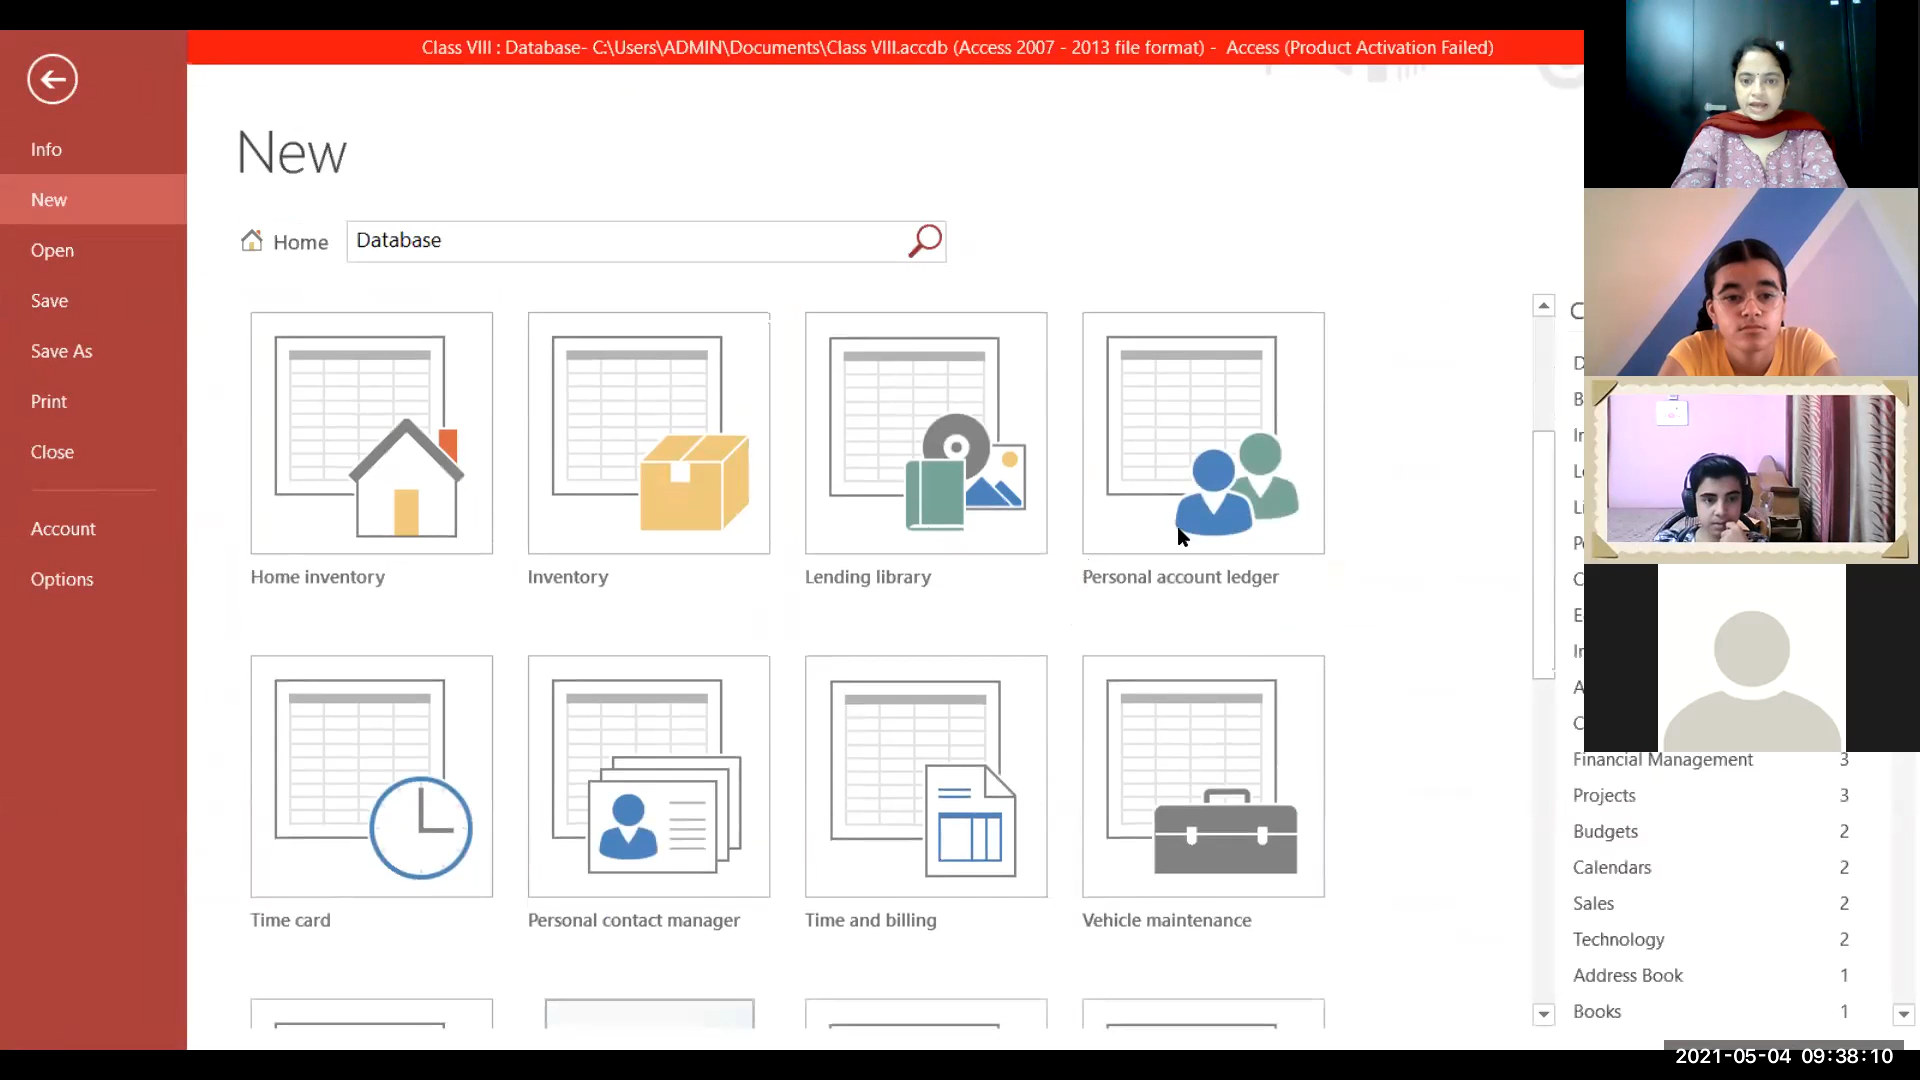 Class VIII : Database- C:\Users\ADMIN\Documents\Class VIII.accdb (Access 2007 - 2013 file format) - Access (Product Activation Failed)
Info
New
Open
Save
Save As
Print
Close
Account
Options
New
Home
Database
Home inventory
Inventory
Lending library
Personal account ledger
Time card
Personal contact manager
Time and billing
Vehicle maintenance
Financial Management 3
Projects 3
Budgets 2
Calendars 2
Sales 2
Technology 2
Address Book 1
Books 1
2021-05-04 09:38:10